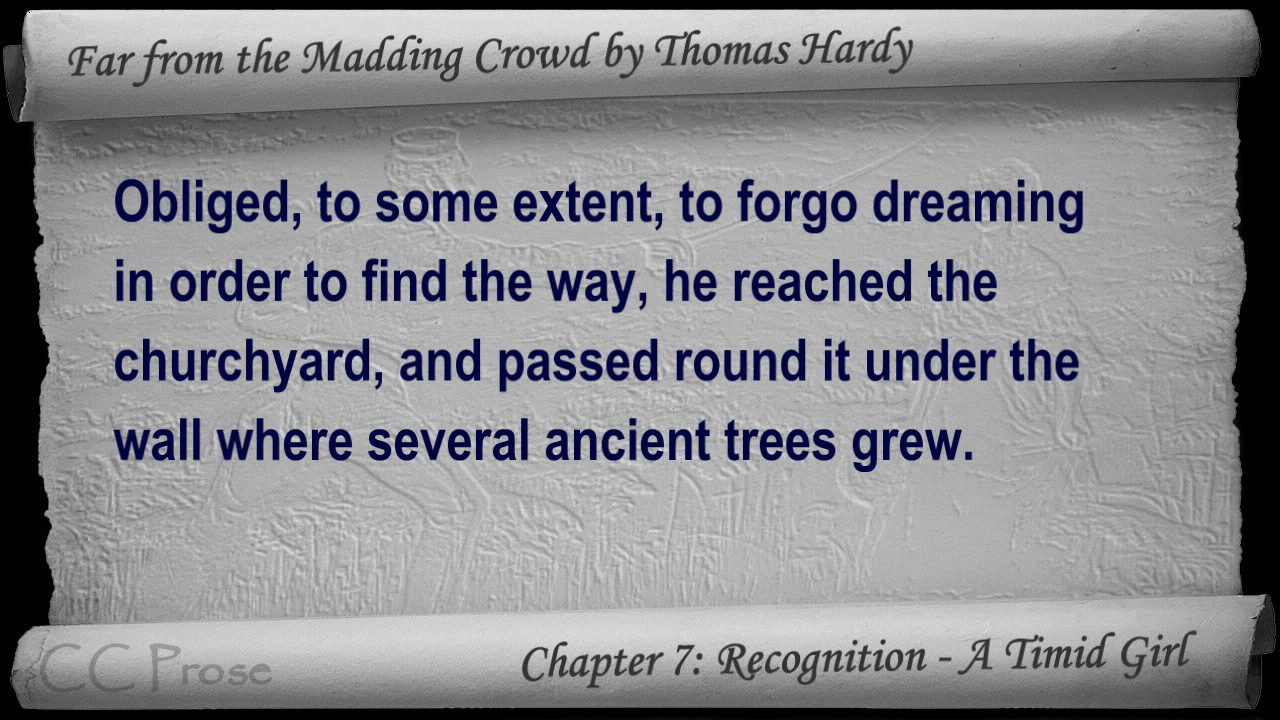 Far from the Madding Crowd by Thomas Hardy
Obliged, to some extent, to forgo dreaming
in order to find the way, he reached the
churchyard, and passed round it under the
wall where several ancient trees grew.
CC Prose
Chapter 7: Recognition - A Timid Girl